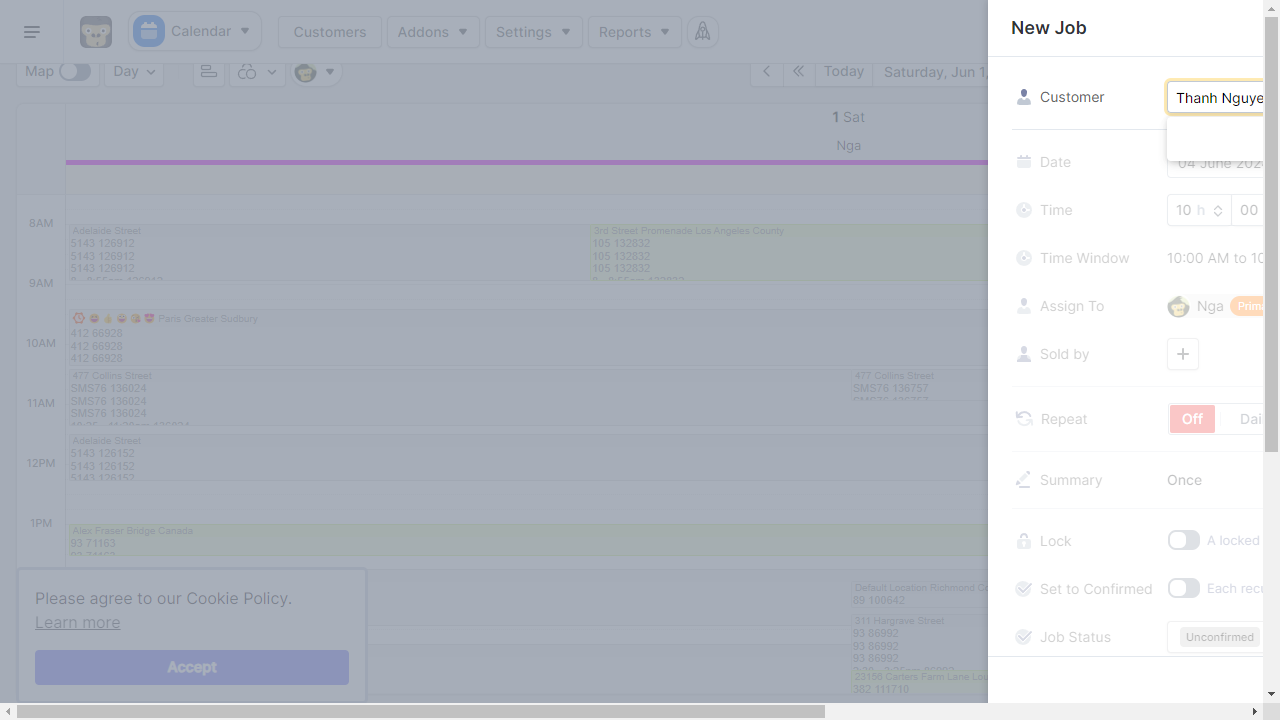 Calendar
Customers
Addons
Settings
Reports
New Job
Map
Day
Today
Saturday, Jun 1,
1 Sat
Nga
8AM
9AM
10AM
11AM
12PM
1PM
Adelaide Street
5143 126912
5143 126912
5143 126912
3rd Street Promenade Los Angeles County
105 132832
105 132832
105 132832
Paris Greater Sudbury
412 66928
412 66928
412 66928
477 Collins Street
SMS76 136024
SMS76 136024
SMS76 136024
477 Collins Street
SMS76 136757
Adelaide Street
5143 126152
5143 126152
5143 126152
Alex Fraser Bridge Canada
93 71163
Default Location Richmond Co
89 100642
311 Hargrave Street
93 86992
93 86992
93 86992
23150 Carters Farm Lane Lou
382 111710
Please agree to our Cookie Policy.
Learn more
Accept
Customer
Thanh Nguye
Date
04 June 202
Time
10 h
00
Time Window
10:00 AM to 10
Assign To
Nga
Prim
Sold by
Repeat
Off
Dai
Summary
Once
Lock
A locked
Set to Confirmed
Each recu
Job Status
Unconfirmed